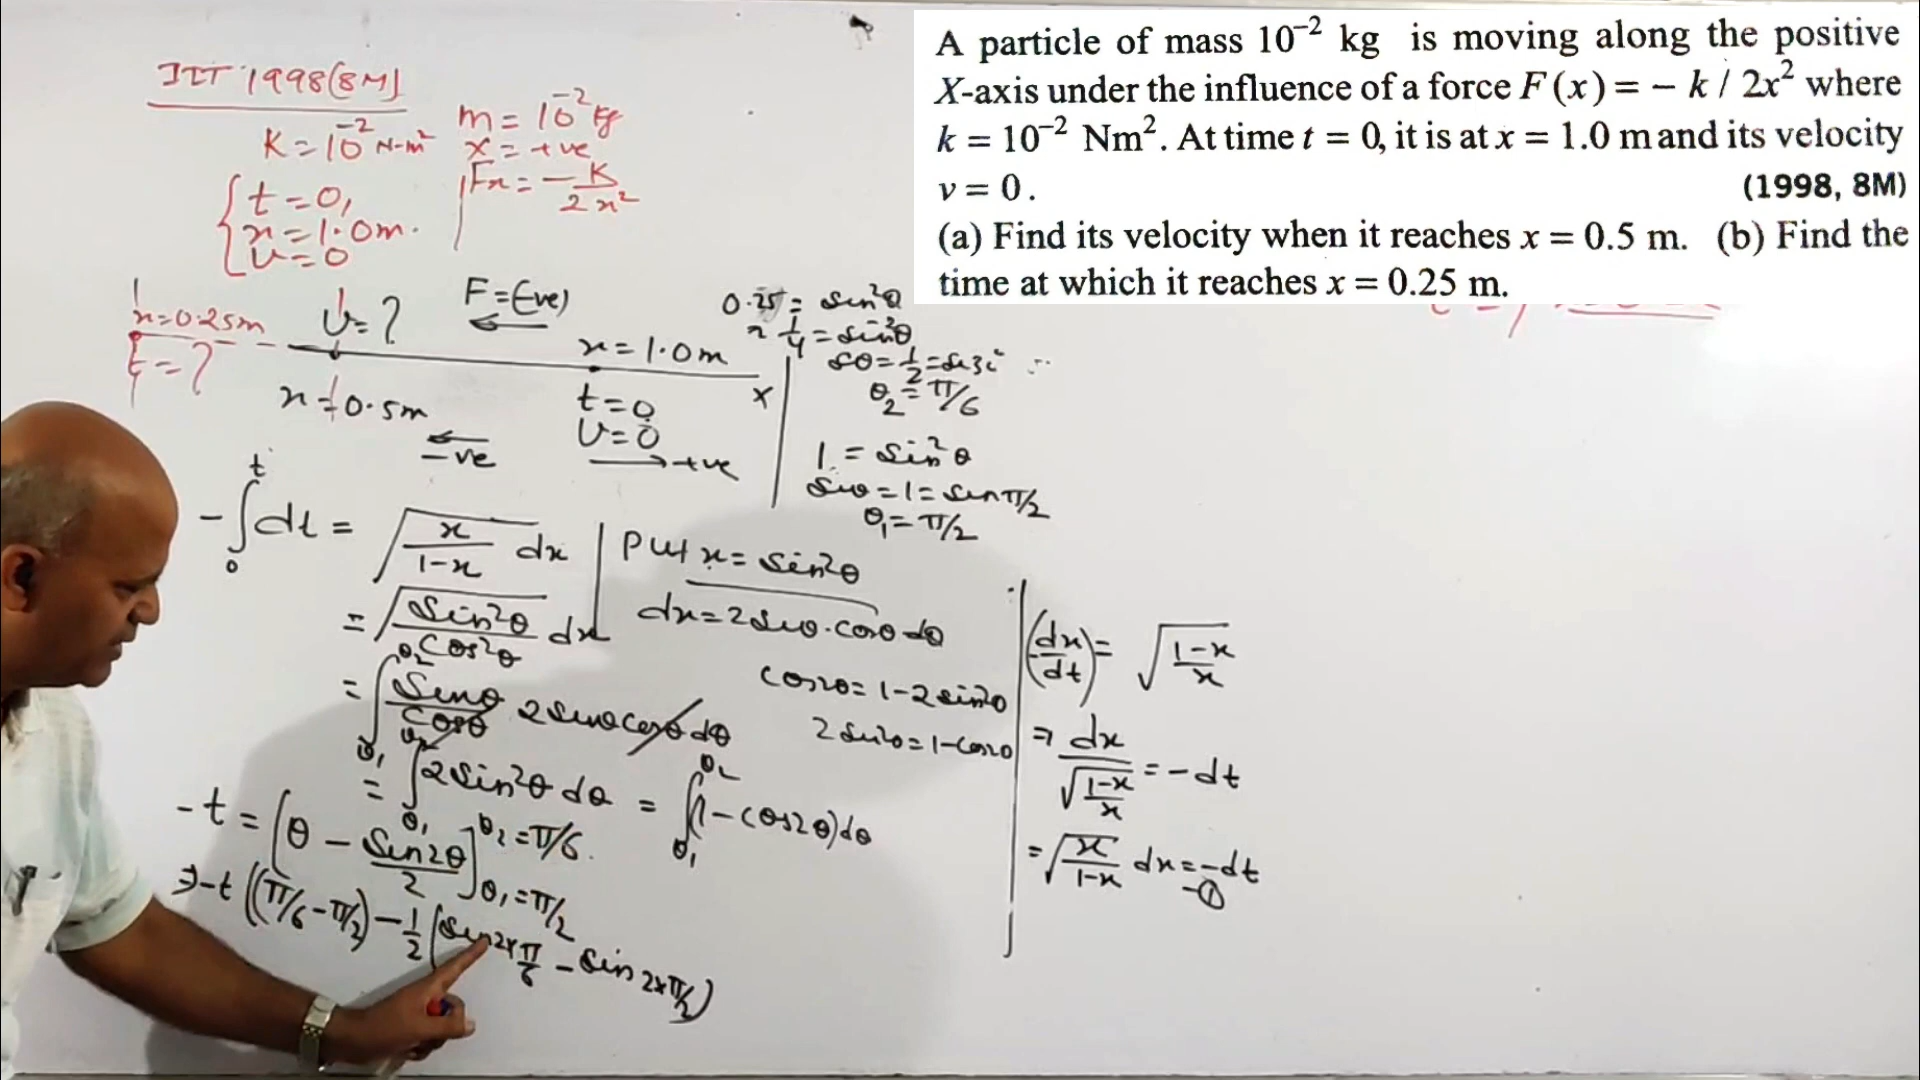 A particle of mass 10⁻² kg is moving along the positive
X-axis under the influence of a force F(x) = − k / 2x² where
k = 10⁻² Nm². At time t = 0, it is at x = 1.0 m and its velocity
v = 0. (1998, 8M)
(a) Find its velocity when it reaches x = 0.5 m. (b) Find the
time at which it reaches x = 0.25 m.
IIT 1998(8M)
K = 10⁻² N-m²
m = 10⁻² kg
x = +ve
Fx = − K/2x²
t = 0,
x = 1.0m.
v = 0
x = 0.25m
t = ?
v = ?
F = (-ve)
x = 1.0m
x = 0.5m
t = 0
v = 0
X
−ve
+ve
0.25 = sin²θ
1/4 = sin²θ
θ₂ = π/6
1 = sin²θ
sinθ = 1 = sin π/2
θ₁ = π/2
−∫₀ᵗ dt = √(x/(1−x)) dx
Put x = sin²θ
dx = 2sinθ.cosθ dθ
= √(sin²θ/cos²θ) dx
= ∫ sinθ/cosθ 2sinθ cosθ dθ
cos2θ = 1−2sin²θ
2sin²θ = 1−cos2θ
= ∫ 2sin²θ dθ = ∫ (1−cos2θ)dθ
−t = [θ − sin2θ/2] θ₂ = π/6. θ₁ = π/2
⇒ −t ((π/6 − π/2) − 1/2 (sin 2×π/6 − sin 2×π/2)
(−dx/dt) = √((1−x)/x)
⇒ dx/√((1−x)/x) = −dt
= √(x/(1−x)) dx = −dt
−①